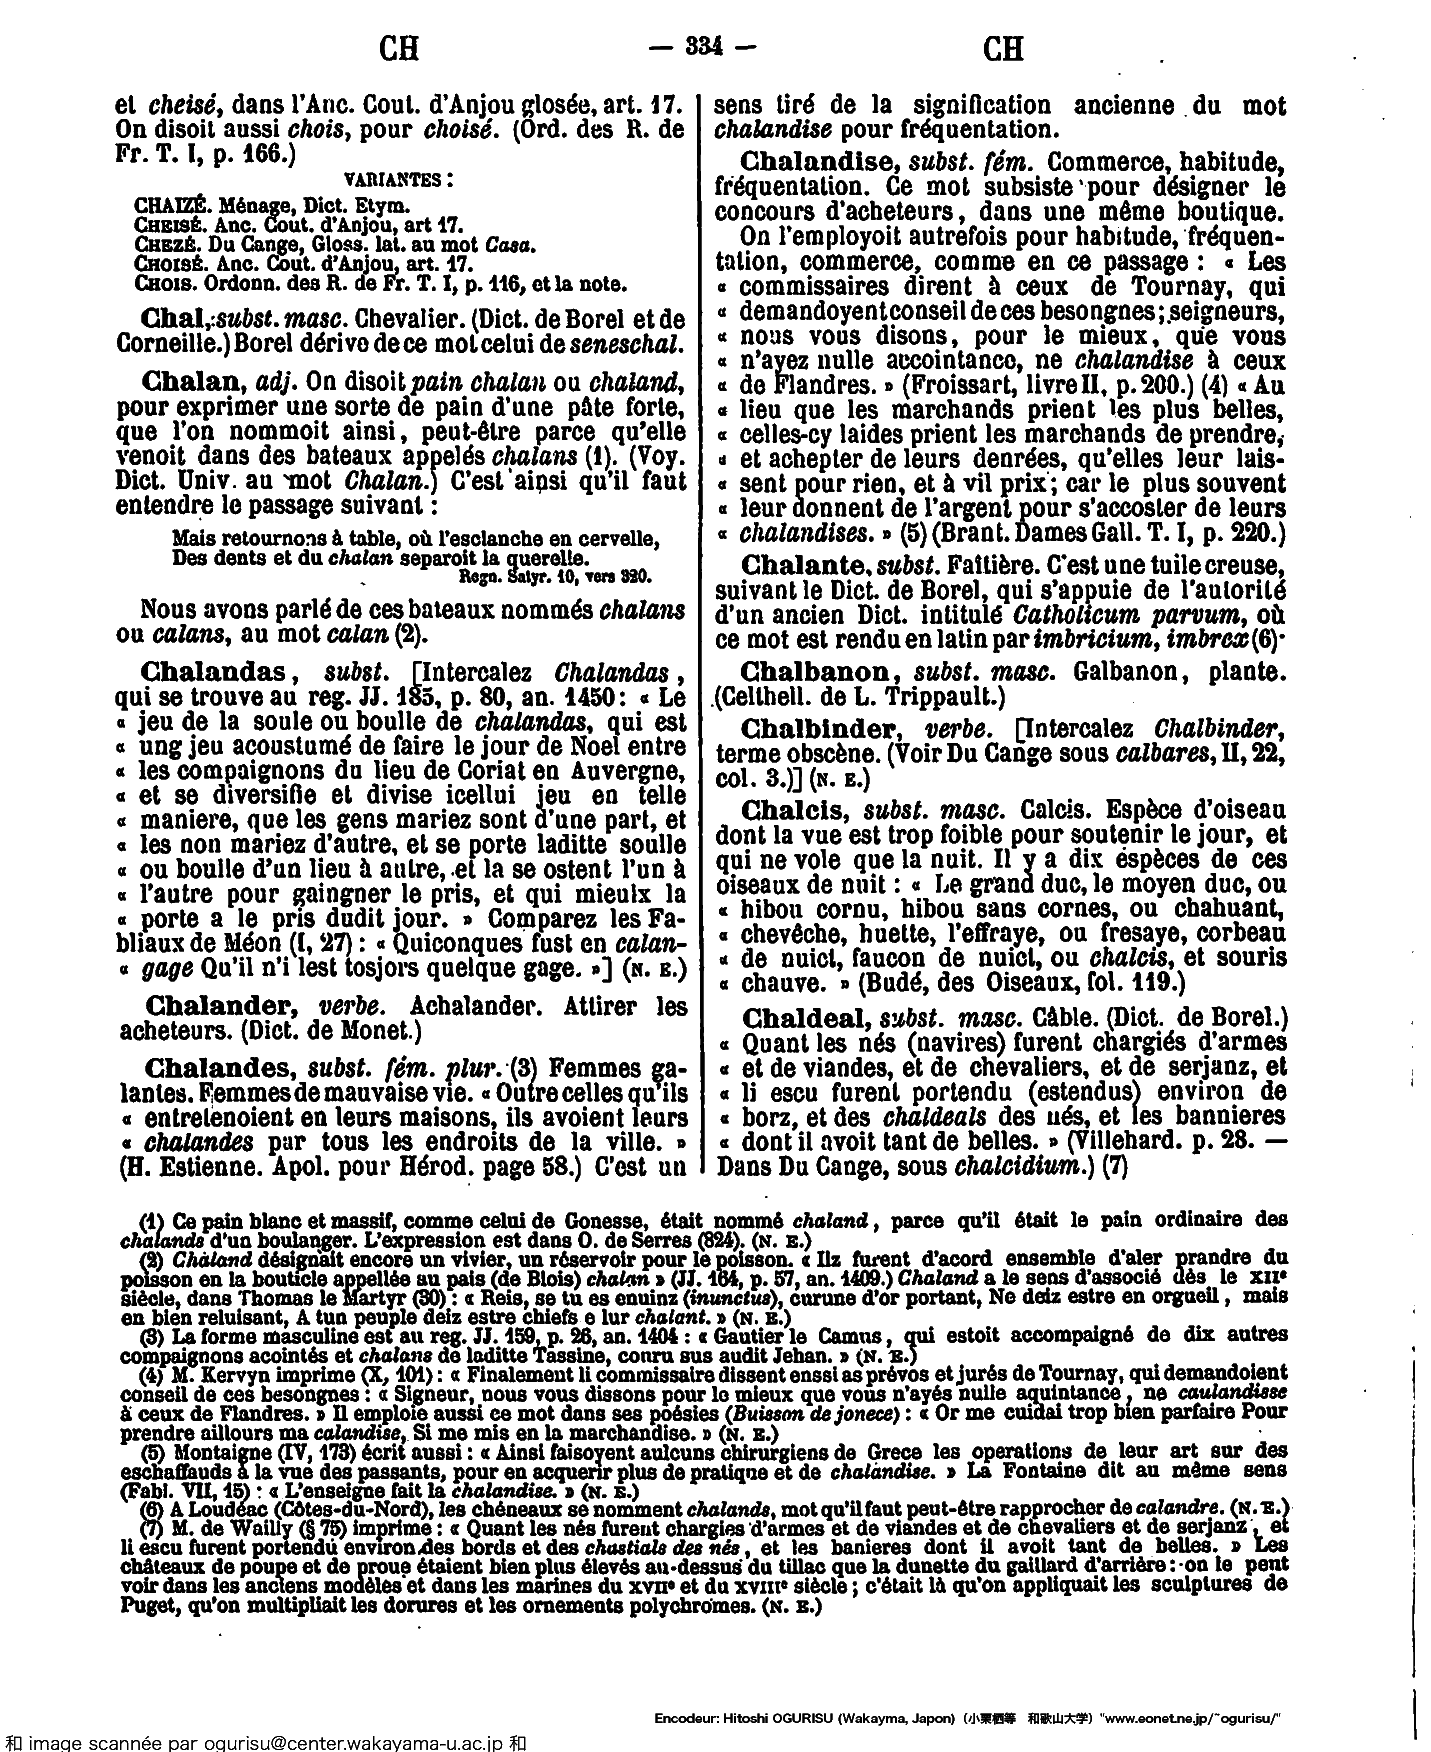 CH — 334 — CH
et cheisé, dans l'Anc. Cout. d'Anjou glosée, art. 17.
On disoit aussi chois, pour choisé. (Ord. des R. de
Fr. T. I, p. 166.)
VARIANTES :
CHAIZÉ. Ménage, Dict. Etym.
CHEISÉ. Anc. Cout. d'Anjou, art 17.
CHEZÉ. Du Cange, Gloss. lat. au mot Casa.
CHOISÉ. Anc. Cout. d'Anjou, art. 17.
CHOIS. Ordonn. des R. de Fr. T. I, p. 116, et la note.
Chal, subst. masc. Chevalier. (Dict. de Borel et de
Corneille.) Borel dérive de ce mot celui de seneschal.
Chalan, adj. On disoit pain chalan ou chaland,
pour exprimer une sorte de pain d'une pâte forte,
que l'on nommoit ainsi, peut-être parce qu'elle
venoit dans des bateaux appelés chalans (1). (Voy.
Dict. Univ. au mot Chalan.) C'est ainsi qu'il faut
entendre le passage suivant :
Mais retournons à table, où l'esclanche en cervelle,
Des dents et du chalan separoit la querelle.
Regn. Satyr. 10, vers 320.
Nous avons parlé de ces bateaux nommés chalans
ou calans, au mot calan (2).
Chalandas, subst. [Intercalez Chalandas,
qui se trouve au reg. JJ. 185, p. 80, an. 1450 : « Le
« jeu de la soule ou boulle de chalandas, qui est
« ung jeu acoustumé de faire le jour de Noel entre
« les compaignons du lieu de Coriat en Auvergne,
« et se diversifie et divise icellui jeu en telle
« maniere, que les gens mariez sont d'une part, et
« les non mariez d'autre, et se porte laditte soulle
« ou boulle d'un lieu à autre, et la se ostent l'un à
« l'autre pour gaingner le pris, et qui mieulx la
« porte a le pris dudit jour. » Comparez les Fa-
bliaux de Méon (I, 27) : « Quiconques fust en calan-
« gage Qu'il n'i lest tosjors quelque gage. »] (N. E.)
Chalander, verbe. Achalander. Attirer les
acheteurs. (Dict. de Monet.)
Chalandes, subst. fém. plur. (3) Femmes ga-
lantes. Femmes de mauvaise vie. « Outre celles qu'ils
« entretenoient en leurs maisons, ils avoient leurs
« chalandes par tous les endroits de la ville. »
(H. Estienne. Apol. pour Hérod. page 58.) C'est un
sens tiré de la signification ancienne du mot
chalandise pour fréquentation.
Chalandise, subst. fém. Commerce, habitude,
fréquentation. Ce mot subsiste pour désigner le
concours d'acheteurs, dans une même boutique.
On l'employoit autrefois pour habitude, fréquen-
tation, commerce, comme en ce passage : « Les
« commissaires dirent à ceux de Tournay, qui
« demandoyent conseil de ces besongnes; seigneurs,
« nous vous disons, pour le mieux, que vous
« n'ayez nulle accointance, ne chalandise à ceux
« de Flandres. » (Froissart, livre II, p. 200.) (4) « Au
« lieu que les marchands prient les plus belles,
« celles-cy laides prient les marchands de prendre,
« et achepter de leurs denrées, qu'elles leur lais-
« sent pour rien, et à vil prix; car le plus souvent
« leur donnent de l'argent pour s'accoster de leurs
« chalandises. » (5) (Brant. Dames Gall. T. I, p. 220.)
Chalante, subst. Faîtière. C'est une tuile creuse,
suivant le Dict. de Borel, qui s'appuie de l'autorité
d'un ancien Dict. intitulé Catholicum parvum, où
ce mot est rendu en latin par imbricium, imbrex (6).
Chalbanon, subst. masc. Galbanon, plante.
(Celthell. de L. Trippault.)
Chalbinder, verbe. [Intercalez Chalbinder,
terme obscène. (Voir Du Cange sous calbares, II, 22,
col. 3.)] (N. E.)
Chalcis, subst. masc. Calcis. Espèce d'oiseau
dont la vue est trop foible pour soutenir le jour, et
qui ne vole que la nuit. Il y a dix espèces de ces
oiseaux de nuit : « Le grand duc, le moyen duc, ou
« hibou cornu, hibou sans cornes, ou chahuant,
« chevêche, huette, l'effraye, ou fresaye, corbeau
« de nuict, faucon de nuict, ou chalcis, et souris
« chauve. » (Budé, des Oiseaux, fol. 119.)
Chaldeal, subst. masc. Câble. (Dict. de Borel.)
« Quant les nés (navires) furent chargiés d'armes
« et de viandes, et de chevaliers, et de serjanz, et
« li escu furent portendu (estendus) environ de
« borz, et des chaldeals des nés, et les bannieres
« dont il avoit tant de belles. » (Villehard. p. 28. —
Dans Du Cange, sous chalcidium.) (7)
(1) Ce pain blanc et massif, comme celui de Gonesse, était nommé chaland, parce qu'il était le pain ordinaire des
chalands d'un boulanger. L'expression est dans O. de Serres (824). (N. E.)
(2) Chaland désignait encore un vivier, un réservoir pour le poisson. « Ilz furent d'acord ensemble d'aler prandre du
poisson en la bouticle appellée au pais (de Blois) chalan » (JJ. 164, p. 57, an. 1409.) Chaland a le sens d'associé dès le XIIe
siècle, dans Thomas le Martyr (30) : « Reis, se tu es enuinz (inunctus), curune d'or portant, Ne deiz estre en orgueil, mais
en bien reluisant, A tun peuple deiz estre chiefs e lur chalant. » (N. E.)
(3) La forme masculine est au reg. JJ. 159, p. 26, an. 1404 : « Gautier le Camus, qui estoit accompaigné de dix autres
compaignons acointés et chalans de laditte Tassine, conru sus audit Jehan. » (N. E.)
(4) M. Kervyn imprime (X, 101) : « Finalement li commissaire dissent enssi as prévos et jurés de Tournay, qui demandoient
conseil de ces besongnes : « Signeur, nous vous dissons pour le mieux que vous n'ayés nulle aquintance, ne caulandisse
à ceux de Flandres. » Il emploie aussi ce mot dans ses poésies (Buisson de jonece) : « Or me cuidai trop bien parfaire Pour
prendre aillours ma calandise, Si me mis en la marchandise. » (N. E.)
(5) Montaigne (IV, 173) écrit aussi : « Ainsi faisoyent aulcuns chirurgiens de Grece les operations de leur art sur des
eschaffauds à la vue des passants, pour en acquerir plus de pratique et de chalandise. » La Fontaine dit au même sens
(Fabl. VII, 15) : « L'enseigne fait la chalandise. » (N. E.)
(6) A Loudéac (Côtes-du-Nord), les chéneaux se nomment chalands, mot qu'il faut peut-être rapprocher de calandre. (N. E.)
(7) M. de Wailly (§ 75) imprime : « Quant les nés furent chargies d'armes et de viandes et de chevaliers et de serjanz, et
li escu furent portendu environ des bords et des chastials des nés, et les banieres dont il avoit tant de belles. » Les
châteaux de poupe et de proue étaient bien plus élevés au-dessus du tillac que la dunette du gaillard d'arrière : on le peut
voir dans les anciens modèles et dans les marines du XVIIe et du XVIIIe siècle ; c'était là qu'on appliquait les sculptures de
Puget, qu'on multipliait les dorures et les ornements polychromes. (N. E.)
Encodeur: Hitoshi OGURISU (Wakayma, Japon) (小栗栖等 和歌山大学) "www.eonet.ne.jp/~ogurisu/"
和 image scannée par ogurisu@center.wakayama-u.ac.jp 和